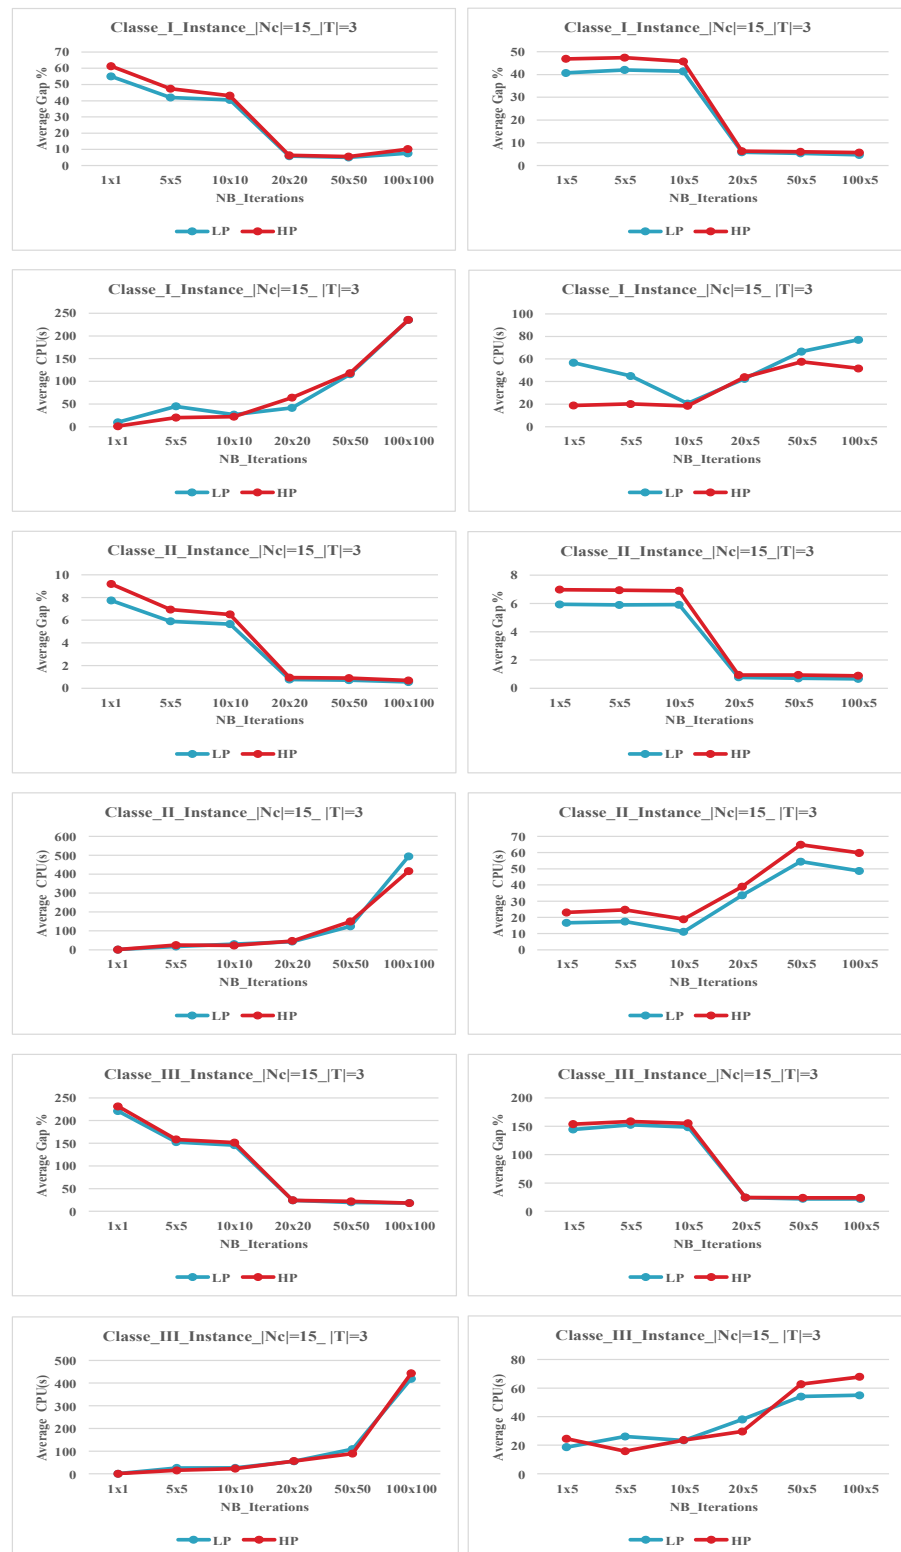 Classe_I_Instance_|Nc|=15_|T|=3
Average Gap %
70
60
50
40
30
20
10
0
1x1 5x5 10x10 20x20 50x50 100x100
NB_Iterations
LP HP
Classe_I_Instance_|Nc|=15_|T|=3
Average Gap %
50
40
30
20
10
0
1x5 5x5 10x5 20x5 50x5 100x5
NB_Iterations
LP HP
Classe_I_Instance_|Nc|=15_ |T|=3
Average CPU(s)
250
200
150
100
50
0
1x1 5x5 10x10 20x20 50x50 100x100
NB_Iterations
LP HP
Classe_I_Instance_|Nc|=15_ |T|=3
Average CPU(s)
100
80
60
40
20
0
1x5 5x5 10x5 20x5 50x5 100x5
NB_Iterations
LP HP
Classe_II_Instance_|Nc|=15_|T|=3
Average Gap %
10
8
6
4
2
0
1x1 5x5 10x10 20x20 50x50 100x100
NB_Iterations
LP HP
Classe_II_Instance_|Nc|=15_|T|=3
Average Gap %
8
6
4
2
0
1x5 5x5 10x5 20x5 50x5 100x5
NB_Iterations
LP HP
Classe_II_Instance_|Nc|=15_ |T|=3
Average CPU(s)
600
500
400
300
200
100
0
1x1 5x5 10x10 20x20 50x50 100x100
NB_Iterations
LP HP
Classe_II_Instance_|Nc|=15_ |T|=3
Average CPU(s)
70
60
50
40
30
20
10
0
1x5 5x5 10x5 20x5 50x5 100x5
NB_Iterations
LP HP
Classe_III_Instance_|Nc|=15_|T|=3
Average Gap %
250
200
150
100
50
0
1x1 5x5 10x10 20x20 50x50 100x100
NB_Iterations
LP HP
Classe_III_Instance_|Nc|=15_|T|=3
Average Gap %
200
150
100
50
0
1x5 5x5 10x5 20x5 50x5 100x5
NB_Iterations
LP HP
Classe_III_Instance_|Nc|=15_ |T|=3
Average CPU(s)
500
400
300
200
100
0
1x1 5x5 10x10 20x20 50x50 100x100
NB_Iterations
LP HP
Classe_III_Instance_|Nc|=15_ |T|=3
Average CPU(s)
80
60
40
20
0
1x5 5x5 10x5 20x5 50x5 100x5
NB_Iterations
LP HP